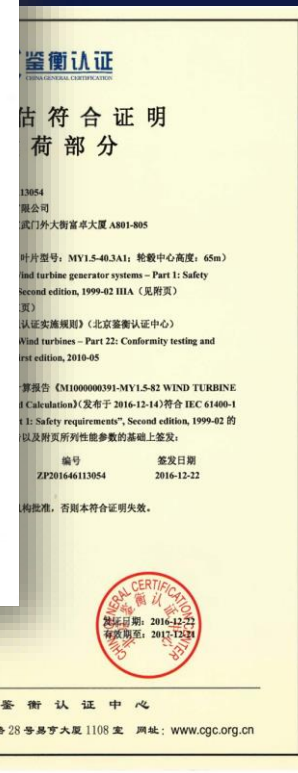 鉴衡认证
CHINA GENERAL CERTIFICATION
估符合证明
荷部分
13054
限公司
武门外大街富卓大厦 A801-805
叶片型号：MY1.5-40.3A1；轮毂中心高度：65m）
ind turbine generator systems – Part 1: Safety
Second edition, 1999-02 IIIA（见附页）
页）
认证实施规则》（北京鉴衡认证中心）
Wind turbines – Part 22: Conformity testing and
irst edition, 2010-05
算报告《M1000000391-MY1.5-82 WIND TURBINE
d Calculation》（发布于 2016-12-14）符合 IEC 61400-1
t 1: Safety requirements", Second edition, 1999-02 的
以及附页所列性能参数的基础上签发：
编号 签发日期
ZP201646113054 2016-12-22
机构批准，否则本符合证明失效。
发证日期：2016-12-22
有效期至：2017-12-21
鉴衡认证中心
28 号易亨大厦 1108 室 网址：www.cgc.org.cn